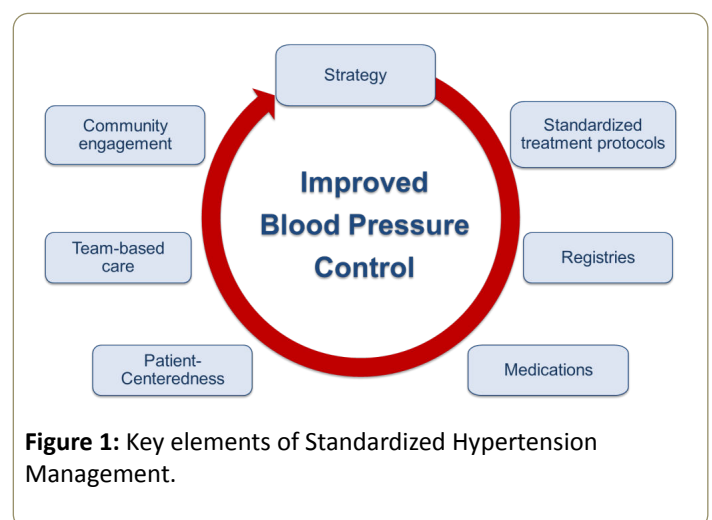 Strategy
Community
engagement
Standardized
treatment protocols
Improved
Blood Pressure
Control
Team-based
care
Registries
Patient-
Centeredness
Medications
Figure 1: Key elements of Standardized Hypertension
Management.